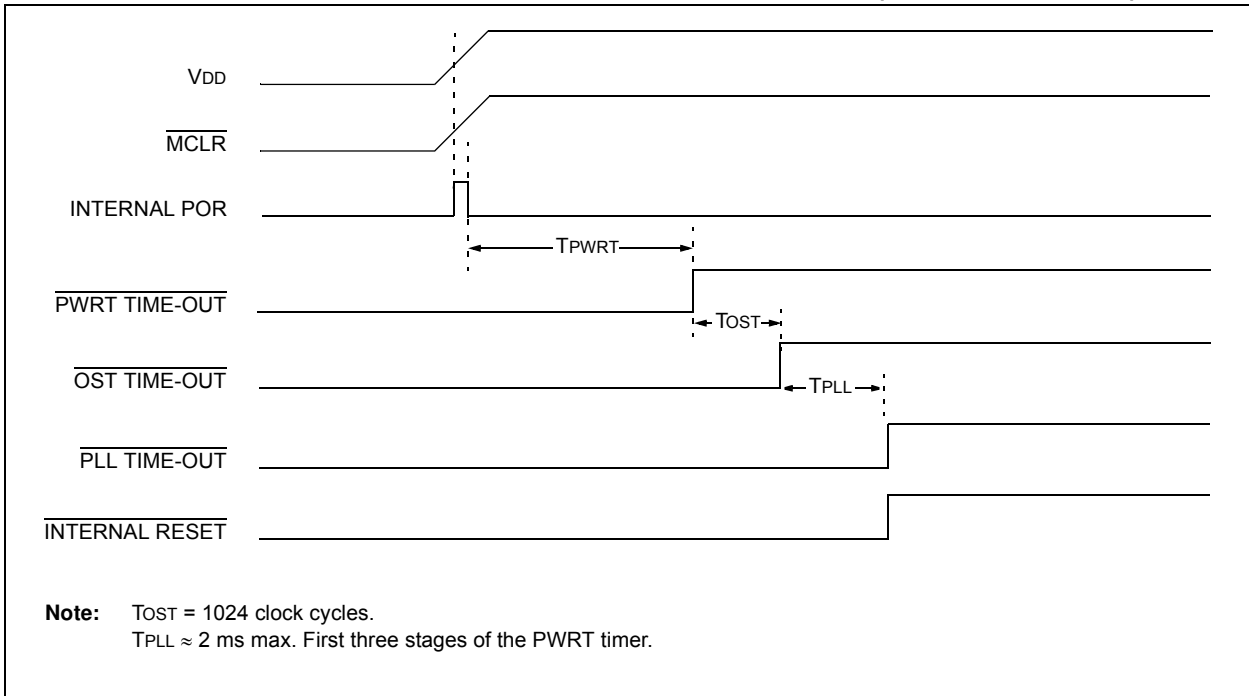 VDD
MCLR
INTERNAL POR
TPWRT
PWRT TIME-OUT
TOST
OST TIME-OUT
TPLL
PLL TIME-OUT
INTERNAL RESET
Note: TOST = 1024 clock cycles.
TPLL ≈ 2 ms max. First three stages of the PWRT timer.